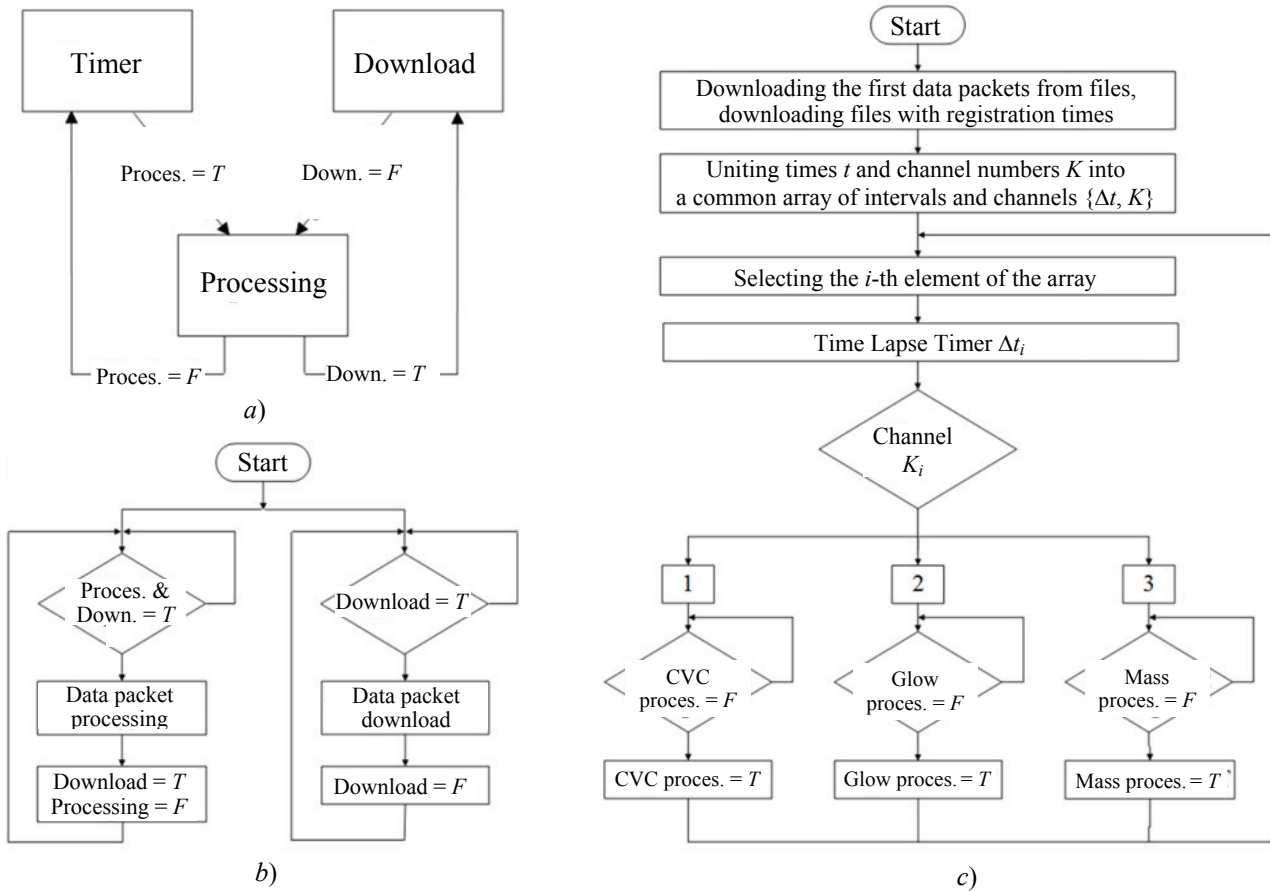 Timer
Download
Proces. = T
Down. = F
Processing
Proces. = F
Down. = T
a)
Start
Proces. &
Down. = T
Data packet
processing
Download = T
Processing = F
Download = T
Data packet
download
Download = F
b)
Start
Downloading the first data packets from files,
downloading files with registration times
Uniting times t and channel numbers K into
a common array of intervals and channels {Δt, K}
Selecting the i-th element of the array
Time Lapse Timer Δti
Channel
Ki
1
2
3
CVC
proces. = F
Glow
proces. = F
Mass
proces. = F
CVC proces. = T
Glow proces. = T
Mass proces. = T
c)